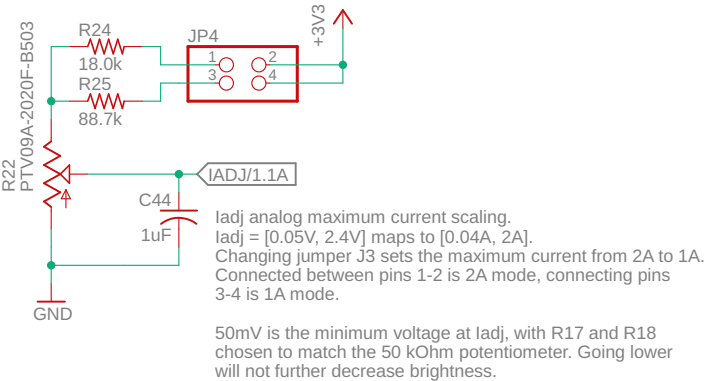 R24
18.0k
R25
88.7k
JP4
1
2
3
4
+3V3
R22
PTV09A-2020F-B503
IADJ/1.1A
C44
1uF
GND
Iadj analog maximum current scaling.
Iadj = [0.05V, 2.4V] maps to [0.04A, 2A].
Changing jumper J3 sets the maximum current from 2A to 1A.
Connected between pins 1-2 is 2A mode, connecting pins
3-4 is 1A mode.
50mV is the minimum voltage at Iadj, with R17 and R18
chosen to match the 50 kOhm potentiometer. Going lower
will not further decrease brightness.